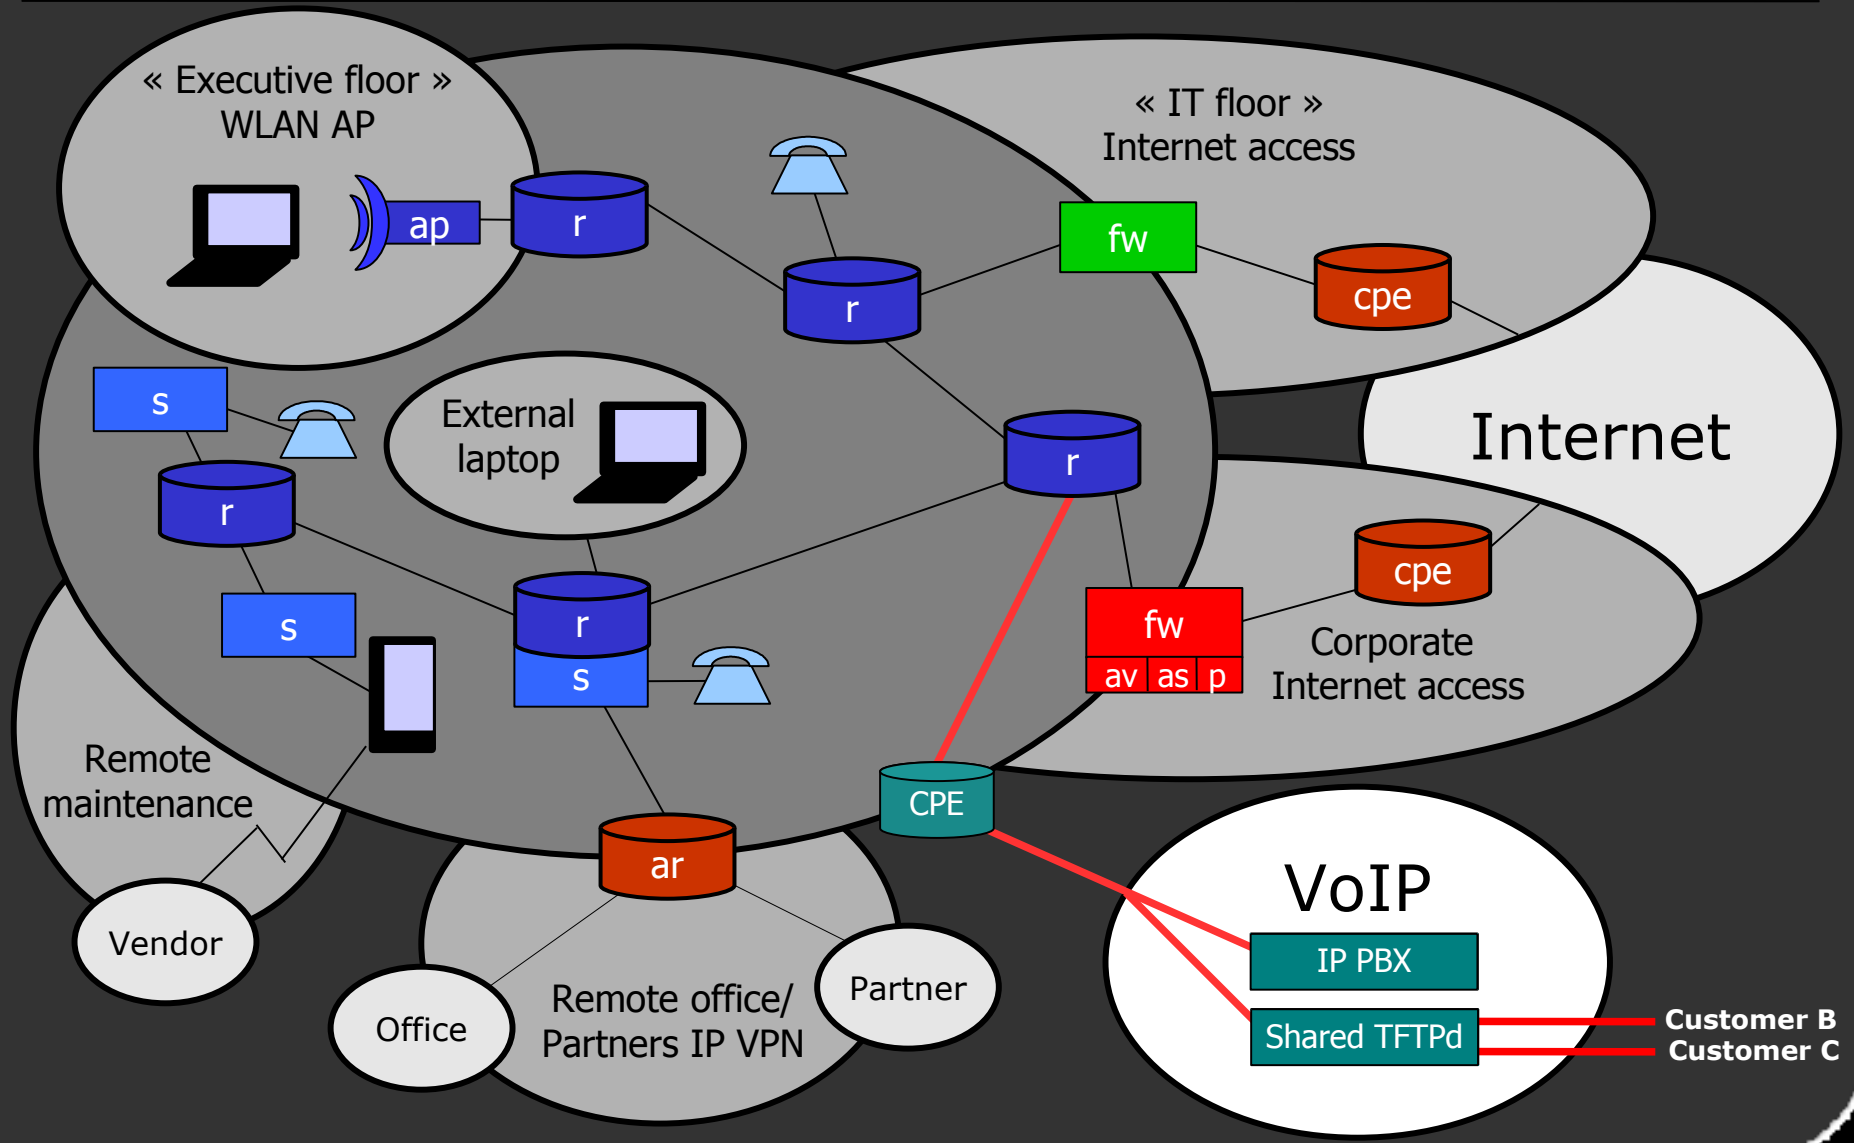 « Executive floor »
WLAN AP
« IT floor »
Internet access
ap
r
fw
r
cpe
s
External
laptop
r
Internet
r
cpe
r
s
fw
Corporate
Internet access
s
av as p
Remote
maintenance
CPE
ar
VoIP
Vendor
IP PBX
Partner
Remote office/
Partners IP VPN
Office
Shared TFTPd
Customer B
Customer C